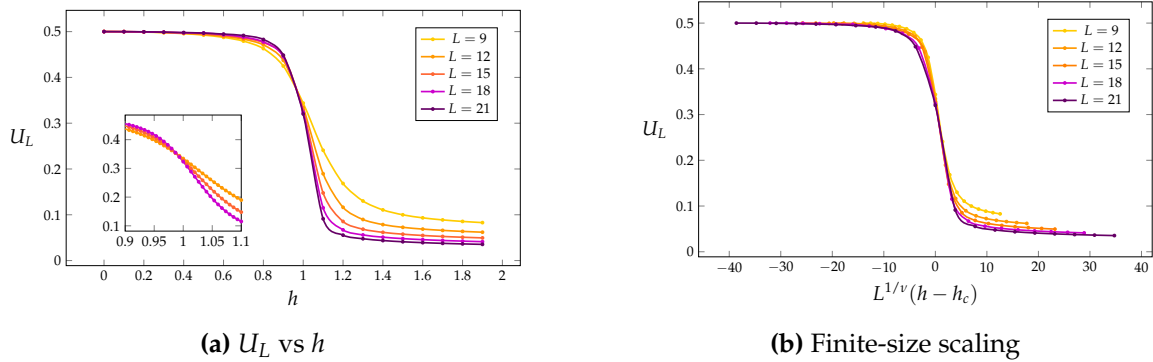 0.5
0.4
0.3
0.2
0.1
0
U_L
0 0.2 0.4 0.6 0.8 1 1.2 1.4 1.6 1.8 2
h
L = 9
L = 12
L = 15
L = 18
L = 21
0.4
0.3
0.2
0.1
0.9 0.95 1 1.05 1.1
(a) U_L vs h
0.5
0.4
0.3
0.2
0.1
0
U_L
−40 −30 −20 −10 0 10 20 30 40
L^{1/ν}(h − h_c)
L = 9
L = 12
L = 15
L = 18
L = 21
(b) Finite-size scaling